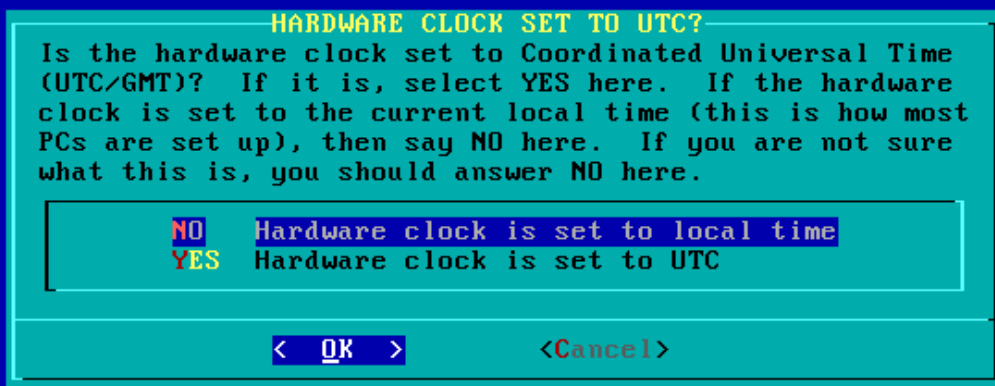 HARDWARE CLOCK SET TO UTC?
Is the hardware clock set to Coordinated Universal Time
(UTC/GMT)?  If it is, select YES here.  If the hardware
clock is set to the current local time (this is how most
PCs are set up), then say NO here.  If you are not sure
what this is, you should answer NO here.
NO   Hardware clock is set to local time
YES  Hardware clock is set to UTC
<  OK  >        <Cancel>